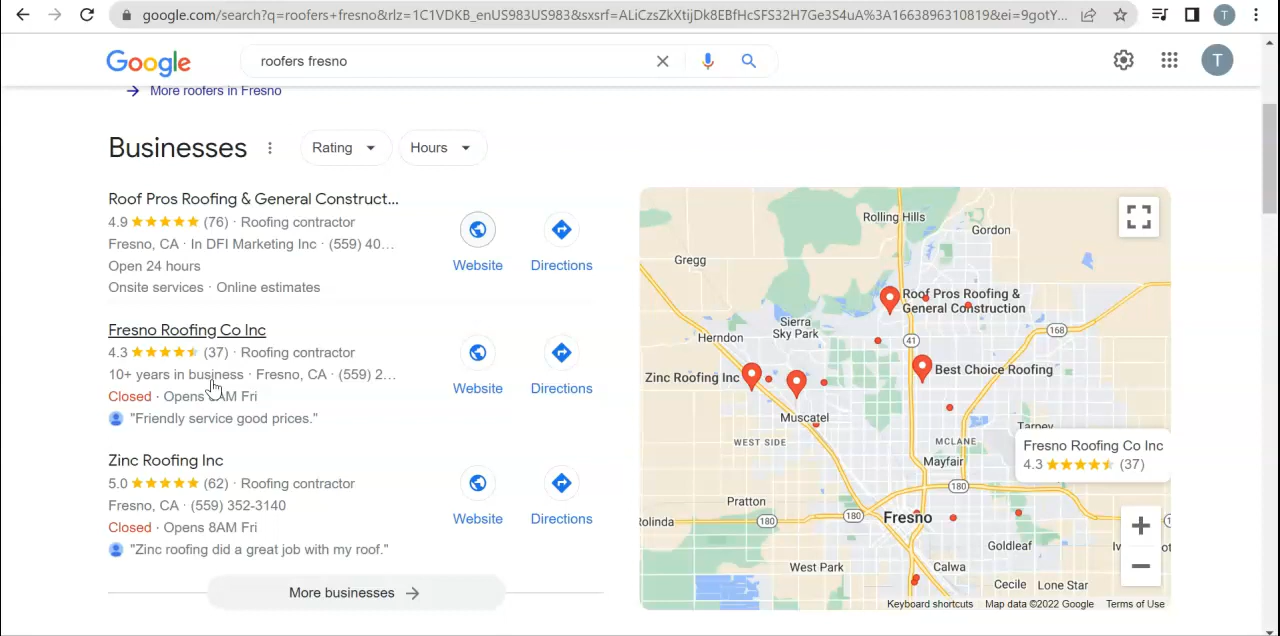 google.com/search?q=roofers+fresno&rlz=1C1VDKB_enUS983US983&sxsrf=ALiCzsZkXtijDk8EBfHcSFS32H7Ge3S4uA%3A1663896310819&ei=9gotY...
T
Google
roofers fresno
T
More roofers in Fresno
Businesses
Rating
Hours
Roof Pros Roofing & General Construct...
4.9 (76) · Roofing contractor
Fresno, CA · In DFI Marketing Inc · (559) 40...
Open 24 hours
Onsite services · Online estimates
Website
Directions
Fresno Roofing Co Inc
4.3 (37) · Roofing contractor
10+ years in business · Fresno, CA · (559) 2...
Closed · Opens AM Fri
"Friendly service good prices."
Website
Directions
Zinc Roofing Inc
5.0 (62) · Roofing contractor
Fresno, CA · (559) 352-3140
Closed · Opens 8AM Fri
"Zinc roofing did a great job with my roof."
Website
Directions
More businesses
Rolling Hills
Gordon
Gregg
Roof Pros Roofing &
General Construction
Sierra
Sky Park
Herndon
168
41
Zinc Roofing Inc
Best Choice Roofing
Muscatel
Tarpey
WEST SIDE
MCLANE
Fresno Roofing Co Inc
4.3 (37)
Mayfair
180
Pratton
Rolinda
180
180
Fresno
Goldleaf
West Park
Calwa
Cecile
Lone Star
Keyboard shortcuts
Map data ©2022 Google
Terms of Use